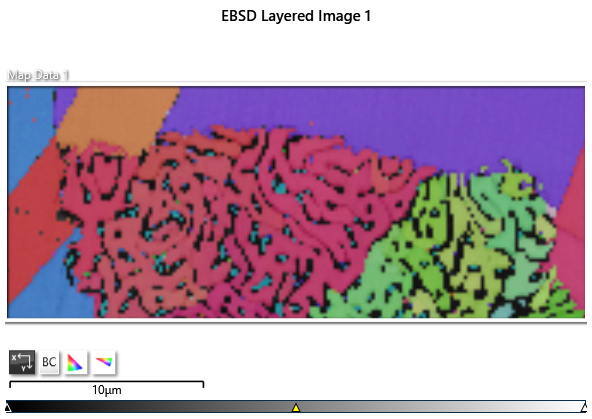 EBSD Layered Image 1
Map Data 1
X Y BC
10μm